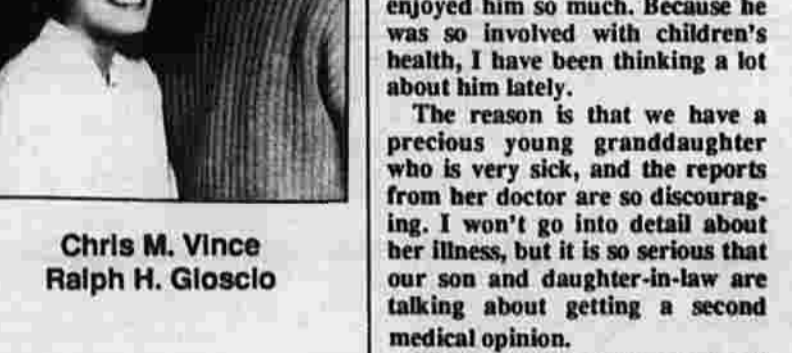 Chris M. Vince
Ralph H. Gioscio
enjoyed him so much. Because he
was so involved with children's
health, I have been thinking a lot
about him lately.
The reason is that we have a
precious young granddaughter
who is very sick, and the reports
from her doctor are so discourag-
ing. I won't go into detail about
her illness, but it is so serious that
our son and daughter-in-law are
talking about getting a second
medical opinion.